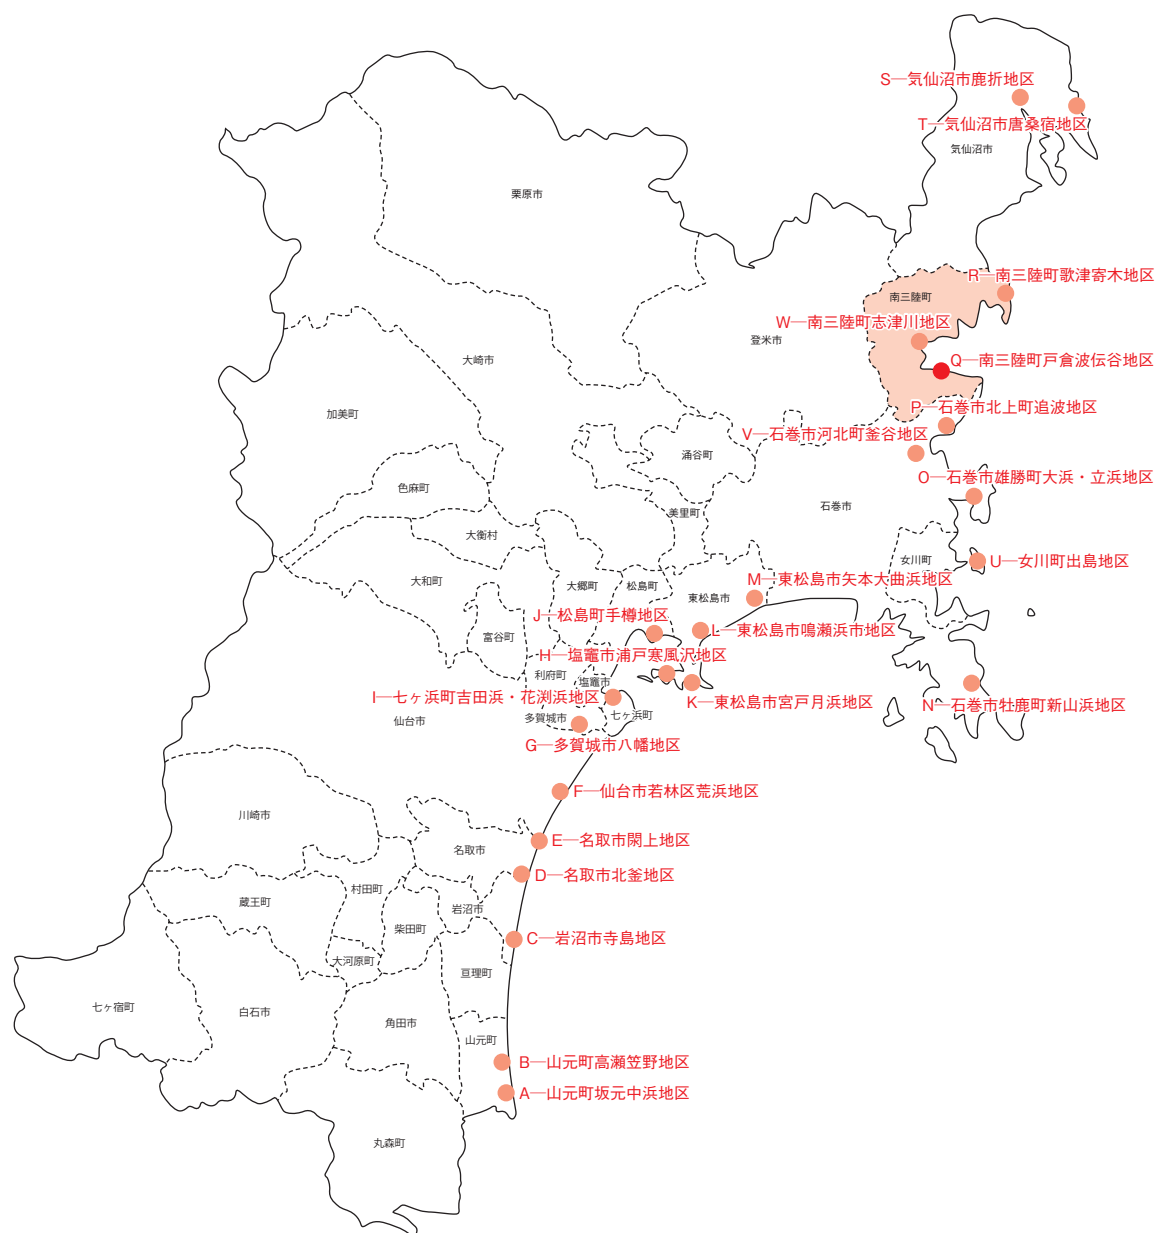 S─気仙沼市鹿折地区
T─気仙沼市唐桑宿地区
気仙沼市
栗原市
R─南三陸町歌津寄木地区
南三陸町
W─南三陸町志津川地区
登米市
Q─南三陸町戸倉波伝谷地区
大崎市
P─石巻市北上町追波地区
加美町
V─石巻市河北町釜谷地区
涌谷町
O─石巻市雄勝町大浜・立浜地区
色麻町
石巻市
美里町
大衡村
女川町
U─女川町出島地区
大和町
大郷町
松島町
M─東松島市矢本大曲浜地区
東松島市
J─松島町手樽地区
L─東松島市鳴瀬浜市地区
富谷町
H─塩竈市浦戸寒風沢地区
利府町
塩竈市
I─七ヶ浜町吉田浜・花渕浜地区
K─東松島市宮戸月浜地区
N─石巻市牡鹿町新山浜地区
仙台市
多賀城市
七ヶ浜町
G─多賀城市八幡地区
F─仙台市若林区荒浜地区
川崎市
E─名取市閖上地区
名取市
D─名取市北釜地区
村田町
蔵王町
岩沼市
柴田町
C─岩沼市寺島地区
大河原町
亘理町
七ヶ宿町
白石市
角田市
山元町
B─山元町高瀬笠野地区
A─山元町坂元中浜地区
丸森町